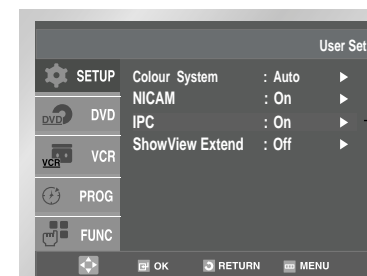 User Set
SETUP
Colour System : Auto
NICAM : On
DVD DVD
IPC : On
ShowView Extend : Off
VCR VCR
PROG
FUNC
OK RETURN MENU